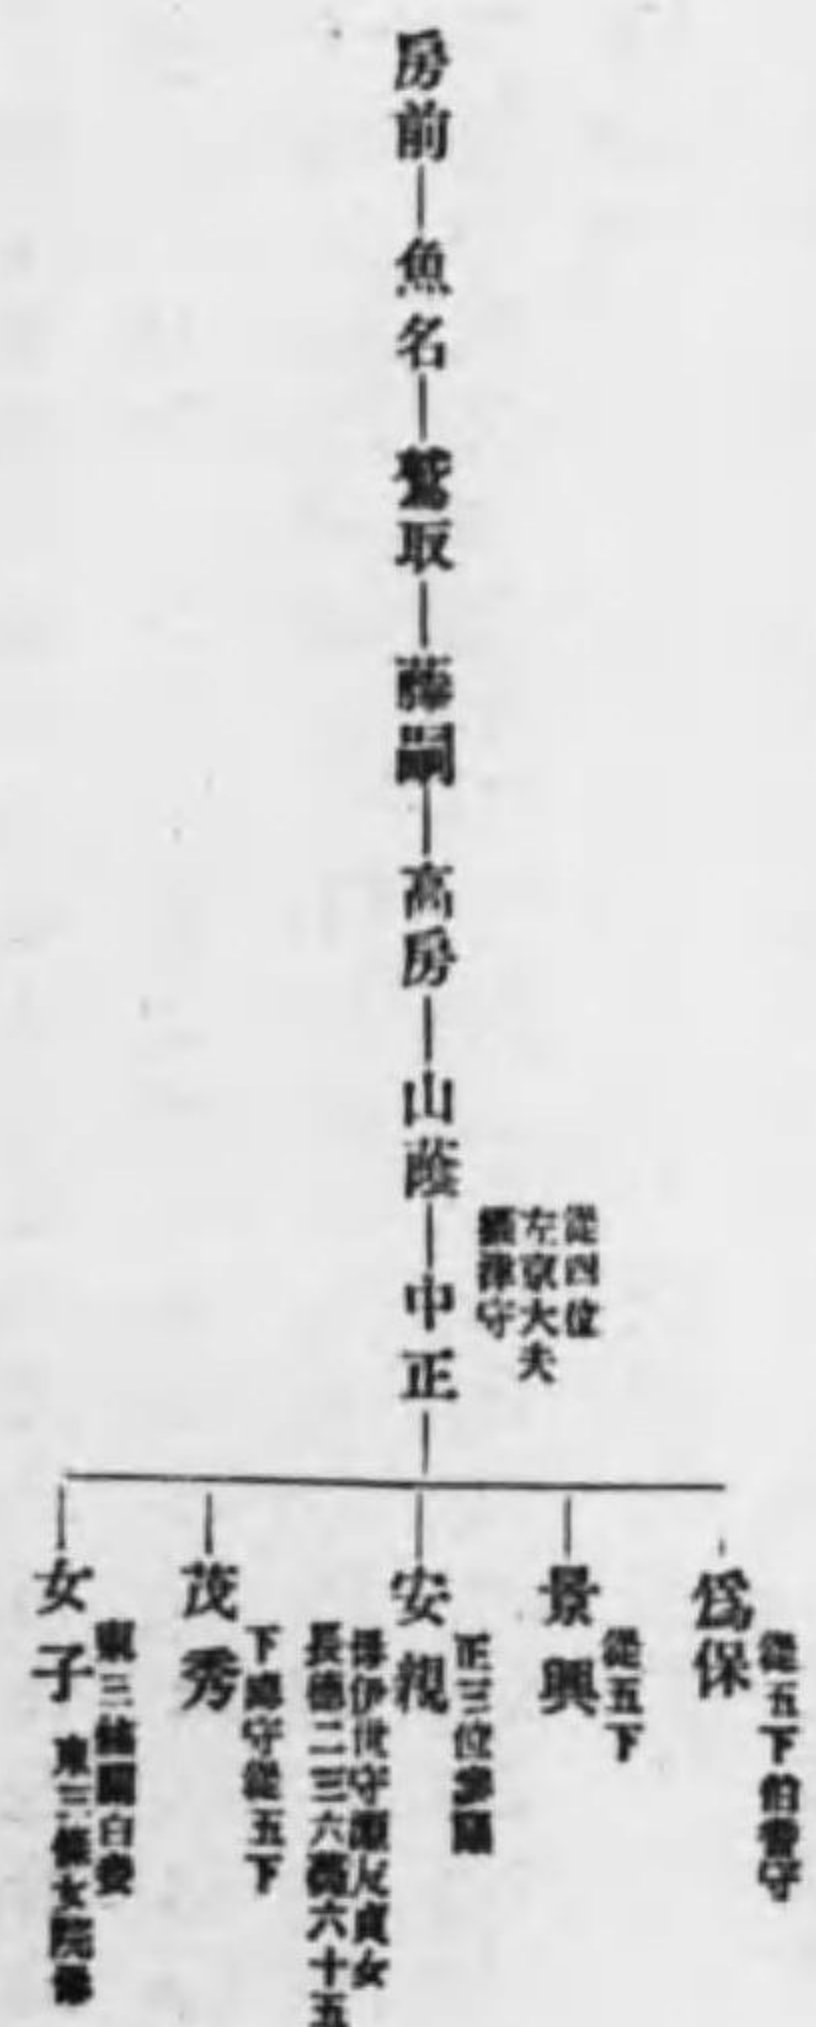 房前
魚名
鷲取
藤嗣
高房
山蔭
中正
從四位
左京大夫
攝津守
爲保
從五下伯耆守
景興
從五下
安親
正三位參議
母伊世守源友貞女
長德二三六薨六十五
茂秀
下總守從五下
女子
東三條關白妾
東三條女院母